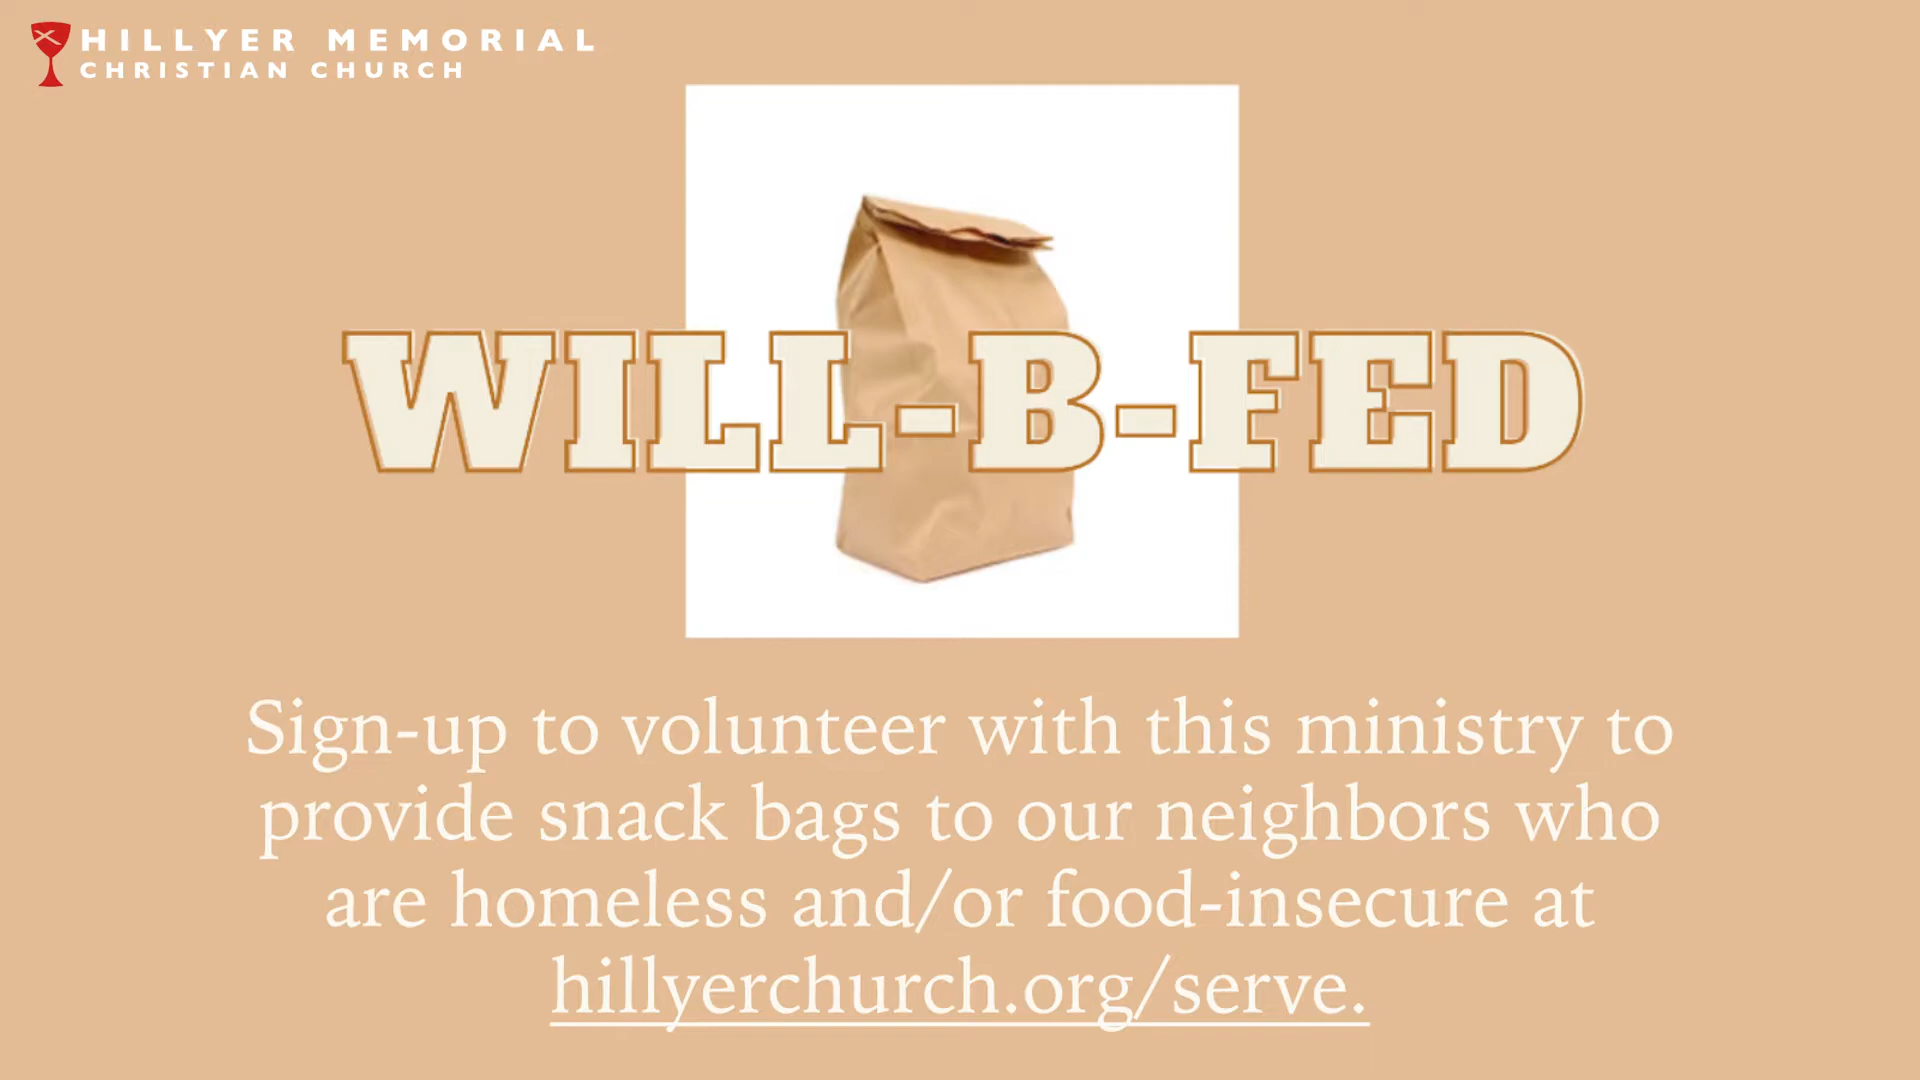 HILLYER MEMORIAL
CHRISTIAN CHURCH
WILL-B-FED
Sign-up to volunteer with this ministry to
provide snack bags to our neighbors who
are homeless and/or food-insecure at
hillyerchurch.org/serve.